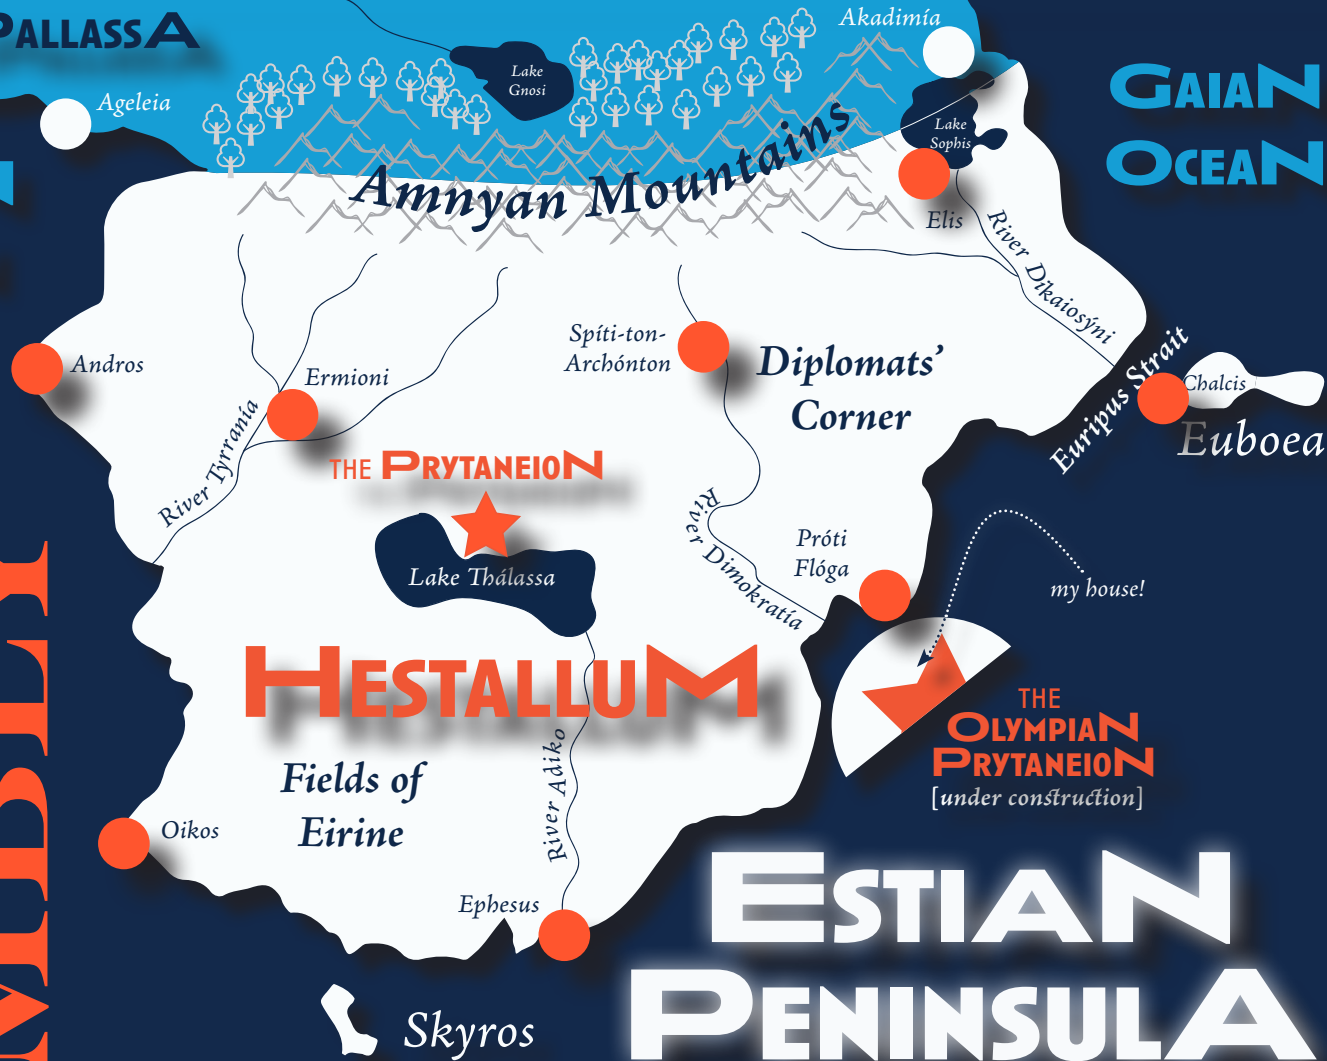 PALLASSA
Akadimía
Ageleia
Lake
Gnosi
GAIAN
OCEAN
Lake
Sophis
Amnyan Mountains
Elis
River Dikaiosýni
Andros
Ermioni
Spíti-ton-
Archónton
Diplomats’
Corner
Euripus Strait
Chalcis
Euboea
River Tyrranía
THE PRYTANEION
Lake Thálassa
River Dimokratía
Próti
Flóga
my house!
HESTALLUM
THE
OLYMPIAN
PRYTANEION
[under construction]
River Adiko
Fields of
Eirine
Oikos
Ephesus
ESTIAN
PENINSULA
Skyros